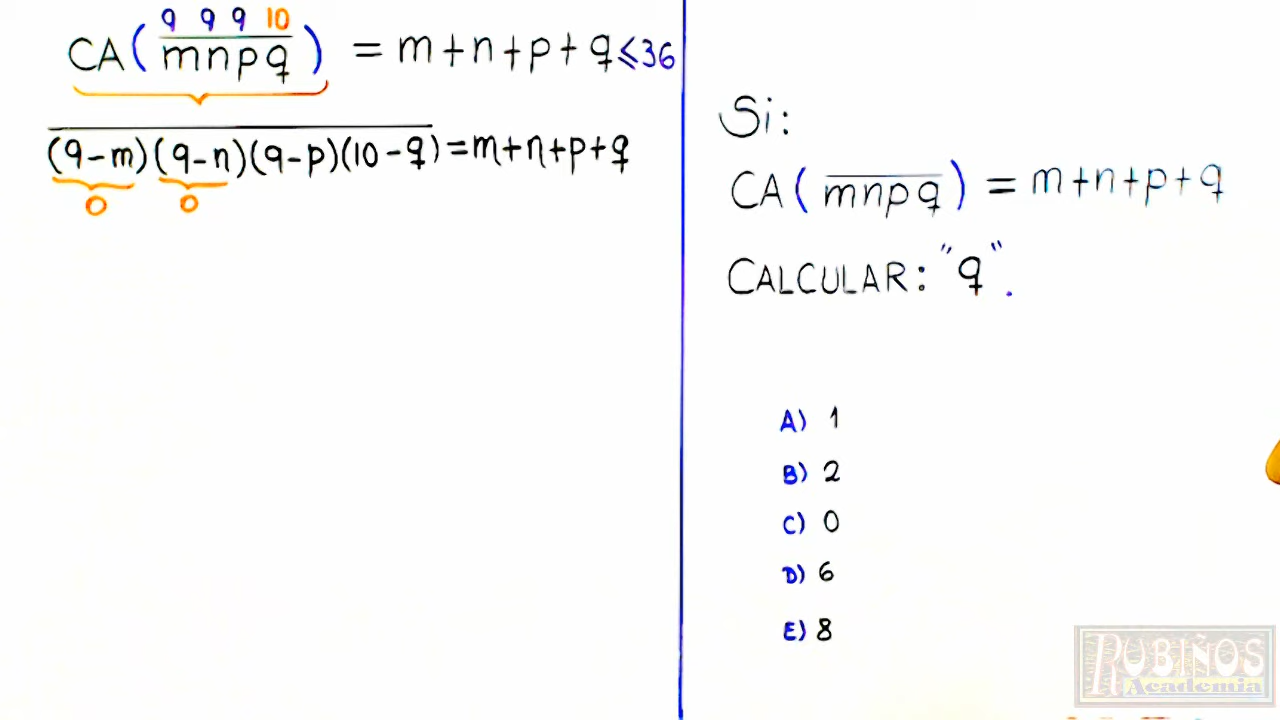 9 9 9 10
CA( mnpq ) = m+n+p+q ≤36
(9-m)(9-n)(9-p)(10-q)=m+n+p+q
0 0
Si:
CA( mnpq ) = m+n+p+q
CALCULAR: "q".
A) 1
B) 2
C) 0
D) 6
E) 8
RUBIÑOS
Academia